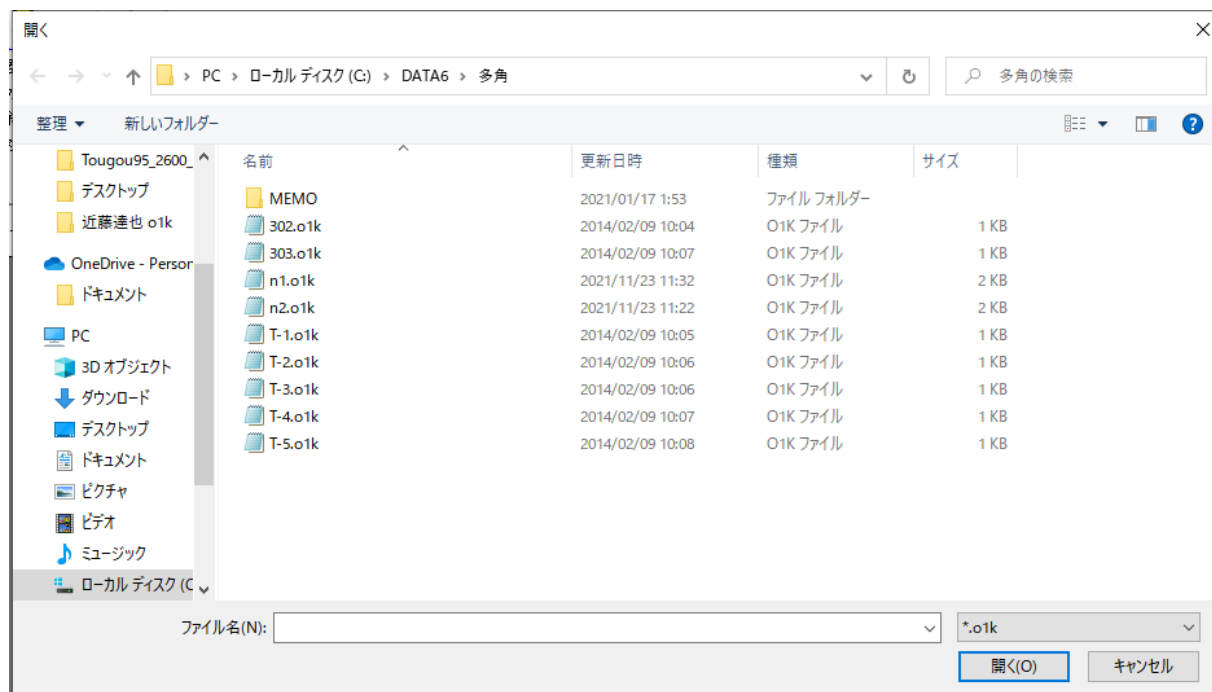 開く
PC › ローカル ディスク (C:) › DATA6 › 多角
多角の検索
整理 新しいフォルダー
Tougou95_2600_
デスクトップ
近藤達也 o1k
OneDrive - Person
ドキュメント
PC
3D オブジェクト
ダウンロード
デスクトップ
ドキュメント
ピクチャ
ビデオ
ミュージック
ローカル ディスク (C
名前 更新日時 種類 サイズ
MEMO 2021/01/17 1:53 ファイル フォルダー
302.o1k 2014/02/09 10:04 O1K ファイル 1 KB
303.o1k 2014/02/09 10:07 O1K ファイル 1 KB
n1.o1k 2021/11/23 11:32 O1K ファイル 2 KB
n2.o1k 2021/11/23 11:22 O1K ファイル 2 KB
T-1.o1k 2014/02/09 10:05 O1K ファイル 1 KB
T-2.o1k 2014/02/09 10:06 O1K ファイル 1 KB
T-3.o1k 2014/02/09 10:06 O1K ファイル 1 KB
T-4.o1k 2014/02/09 10:07 O1K ファイル 1 KB
T-5.o1k 2014/02/09 10:08 O1K ファイル 1 KB
ファイル名(N):
*.o1k
開く(O) キャンセル